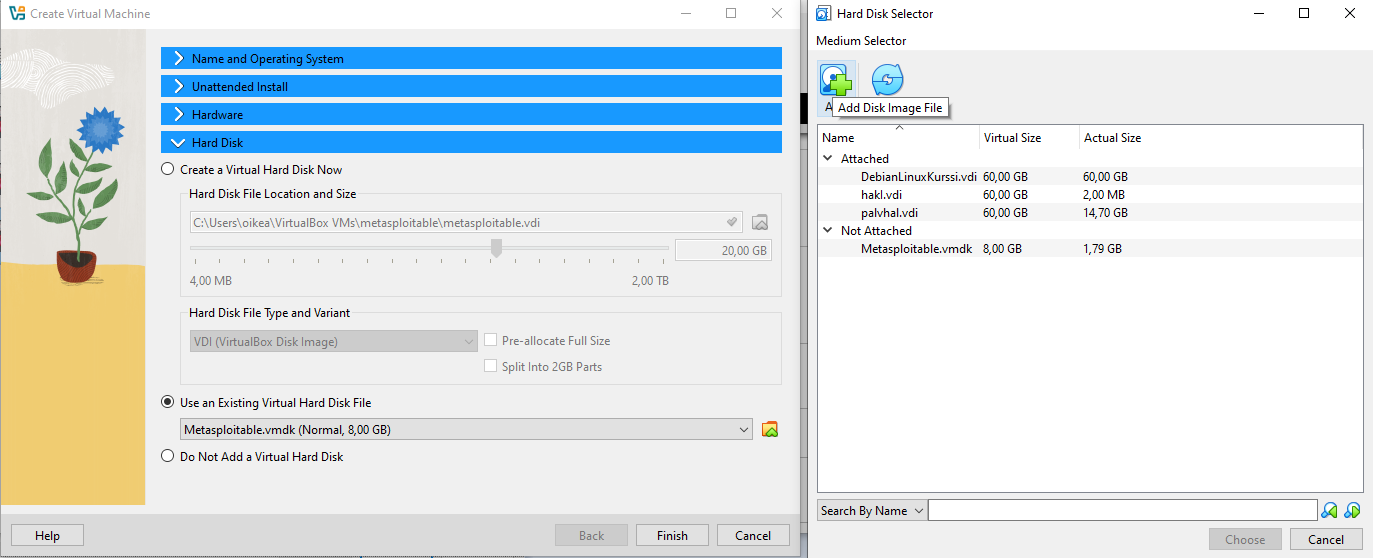 Create Virtual Machine
Name and Operating System
Unattended Install
Hardware
Hard Disk
Create a Virtual Hard Disk Now
Hard Disk File Location and Size
C:\Users\oikea\VirtualBox VMs\metasploitable\metasploitable.vdi
20,00 GB
4,00 MB 2,00 TB
Hard Disk File Type and Variant
VDI (VirtualBox Disk Image) Pre-allocate Full Size
Split Into 2GB Parts
Use an Existing Virtual Hard Disk File
Metasploitable.vmdk (Normal, 8,00 GB)
Do Not Add a Virtual Hard Disk
Help Back Finish Cancel
Hard Disk Selector
Medium Selector
Add Disk Image File
Name Virtual Size Actual Size
Attached
DebianLinuxKurssi.vdi 60,00 GB 60,00 GB
hakl.vdi 60,00 GB 2,00 MB
palvhal.vdi 60,00 GB 14,70 GB
Not Attached
Metasploitable.vmdk 8,00 GB 1,79 GB
Search By Name
Choose Cancel